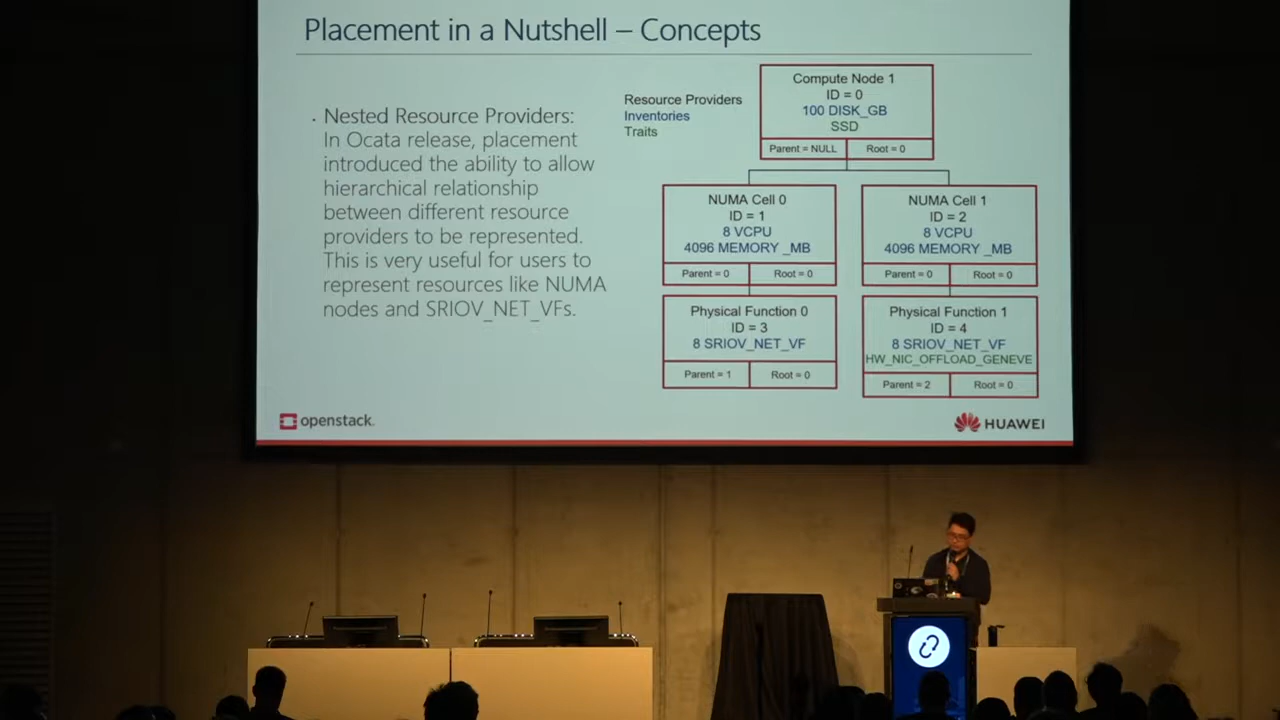 Placement in a Nutshell – Concepts
· Nested Resource Providers:
In Ocata release, placement
introduced the ability to allow
hierarchical relationship
between different resource
providers to be represented.
This is very useful for users to
represent resources like NUMA
nodes and SRIOV_NET_VFs.
Resource Providers
Inventories
Traits
Compute Node 1
ID = 0
100 DISK_GB
SSD
Parent = NULL
Root = 0
NUMA Cell 0
ID = 1
8 VCPU
4096 MEMORY _MB
Parent = 0
Root = 0
NUMA Cell 1
ID = 2
8 VCPU
4096 MEMORY _MB
Parent = 0
Root = 0
Physical Function 0
ID = 3
8 SRIOV_NET_VF
Parent = 1
Root = 0
Physical Function 1
ID = 4
8 SRIOV_NET_VF
HW_NIC_OFFLOAD_GENEVE
Parent = 2
Root = 0
openstack.
HUAWEI